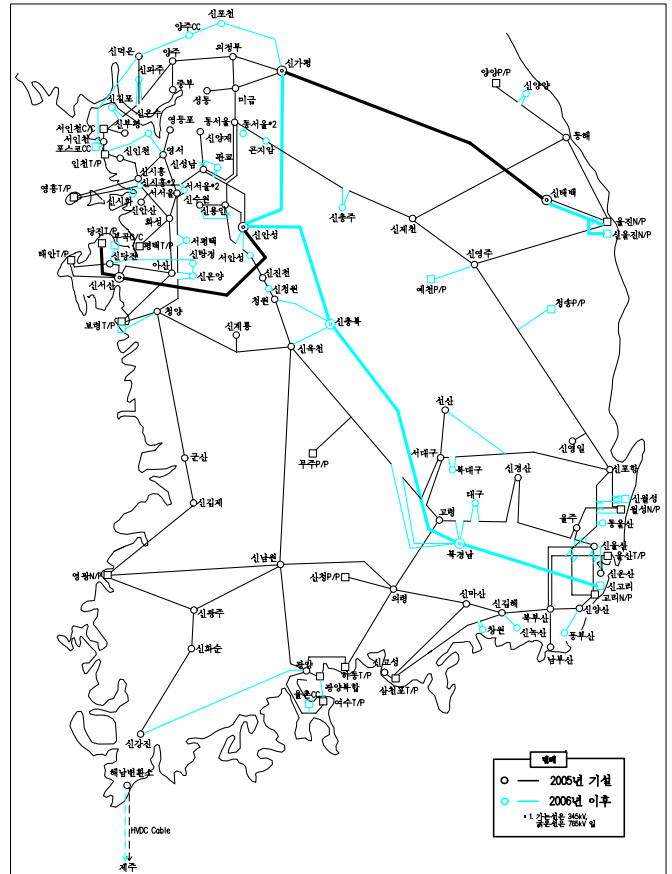 신포천
양주CC
신덕은
양주
의정부
신가평
신파주
중부
성동
미금
양양P/P
신양양
신김포
신온수
서인천C/C
신부평
영등포
신양재
동서울
동서울*2
곤지암
동해
서인천
포스코CC
신인천
영서
판교
신성남
인천T/P
신시흥
신시흥*2
서서울*2
서서울
신수원
영흥T/P
신시화
신안산
신용인
신충주
신태백
울진N/P
신울진N/P
당진T/P
화성
신안성
신제천
평택T/P
서평택
서안성
태안T/P
신당진
신탕정
신영주
아산
신온양
신진천
신서산
신청원
청원
예천P/P
청송P/P
보령T/P
청양
신계룡
신충북
신옥천
선산
무주P/P
서대구
북대구
신경산
신영일
신포항
군산
대구
신김제
고령
울주
신월성
월성N/P
동울산
북경남
신울산
울산T/P
신온산
영광N/P
신남원
산청P/P
의령
신고리
고리N/P
신마산
신김해
신광주
창원
신녹산
북부산
신양산
동부산
남부산
신화순
광양
하동T/P
신고성
광양복합
삼천포T/P
율촌CC
여수T/P
신강진
해남변환소
HVDC Cable
제주
범례
2005년 기설
2006년 이후
* 1. 가는선은 345kV,
굵은선은 765kV 임